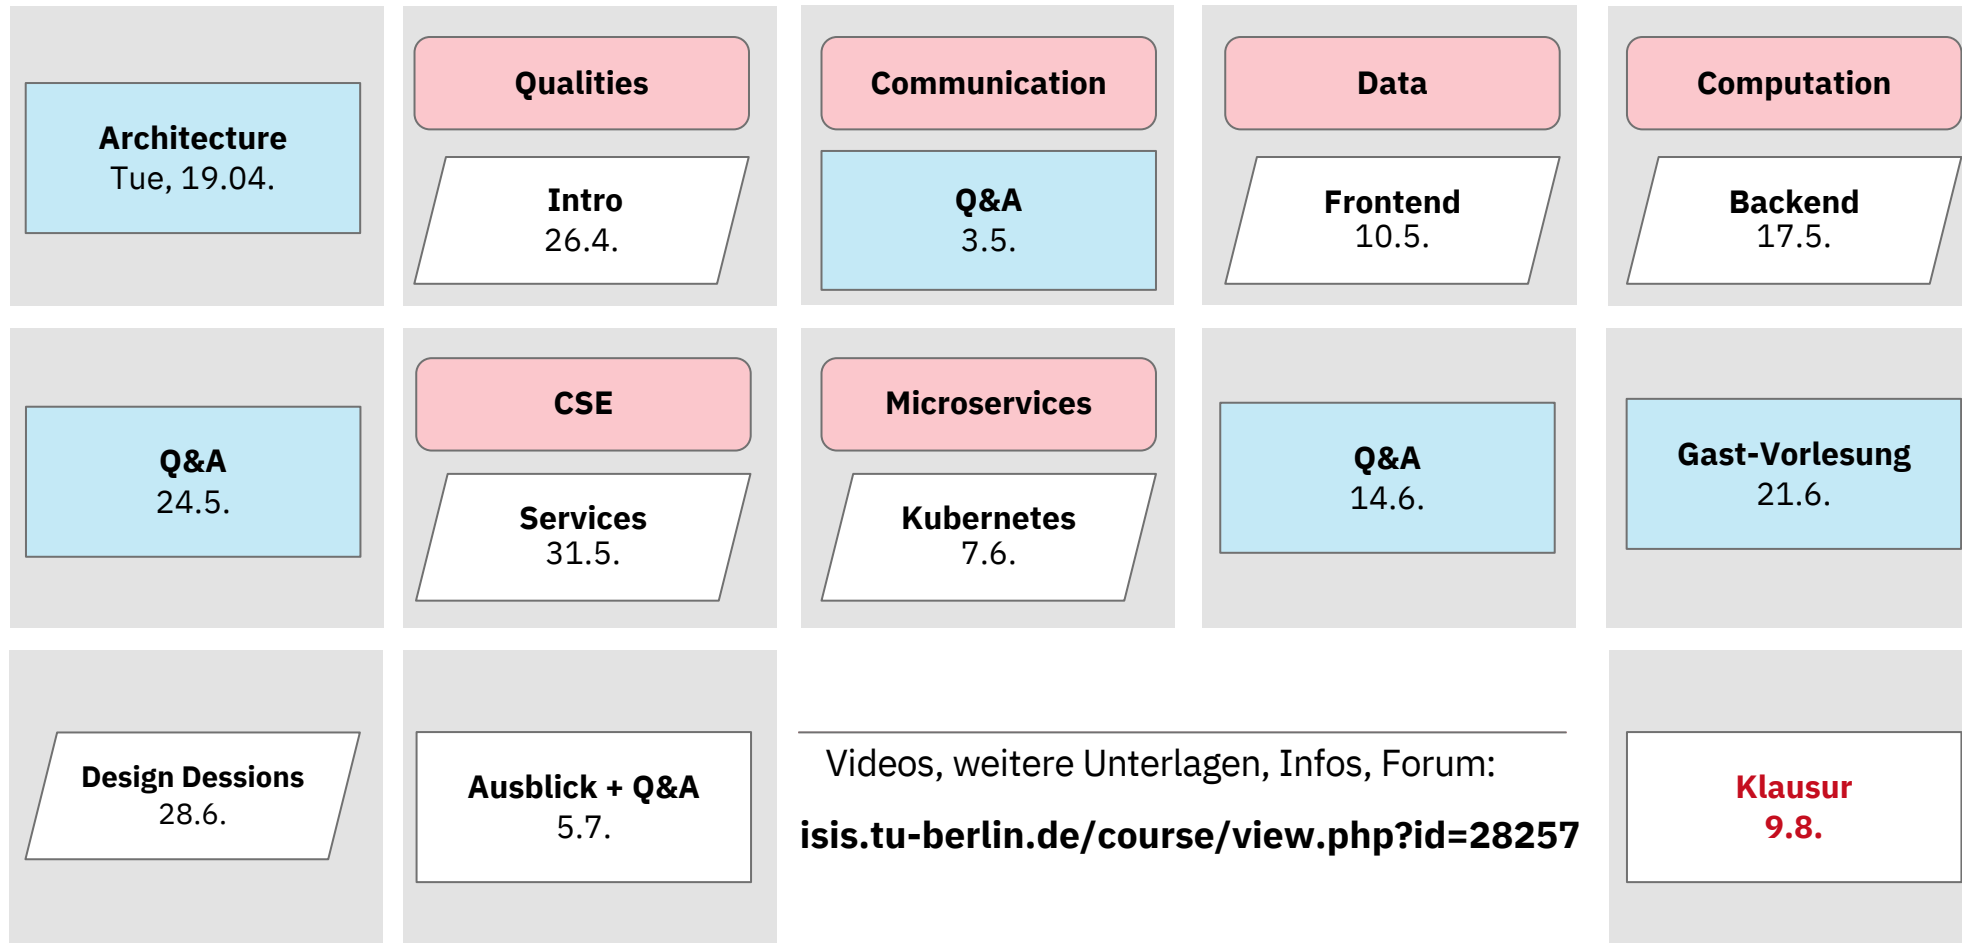 Architecture
Tue, 19.04.
Qualities
Intro
26.4.
Communication
Q&A
3.5.
Data
Frontend
10.5.
Computation
Backend
17.5.
Q&A
24.5.
CSE
Services
31.5.
Microservices
Kubernetes
7.6.
Q&A
14.6.
Gast-Vorlesung
21.6.
Design Dessions
28.6.
Ausblick + Q&A
5.7.
Videos, weitere Unterlagen, Infos, Forum:
isis.tu-berlin.de/course/view.php?id=28257
Klausur
9.8.